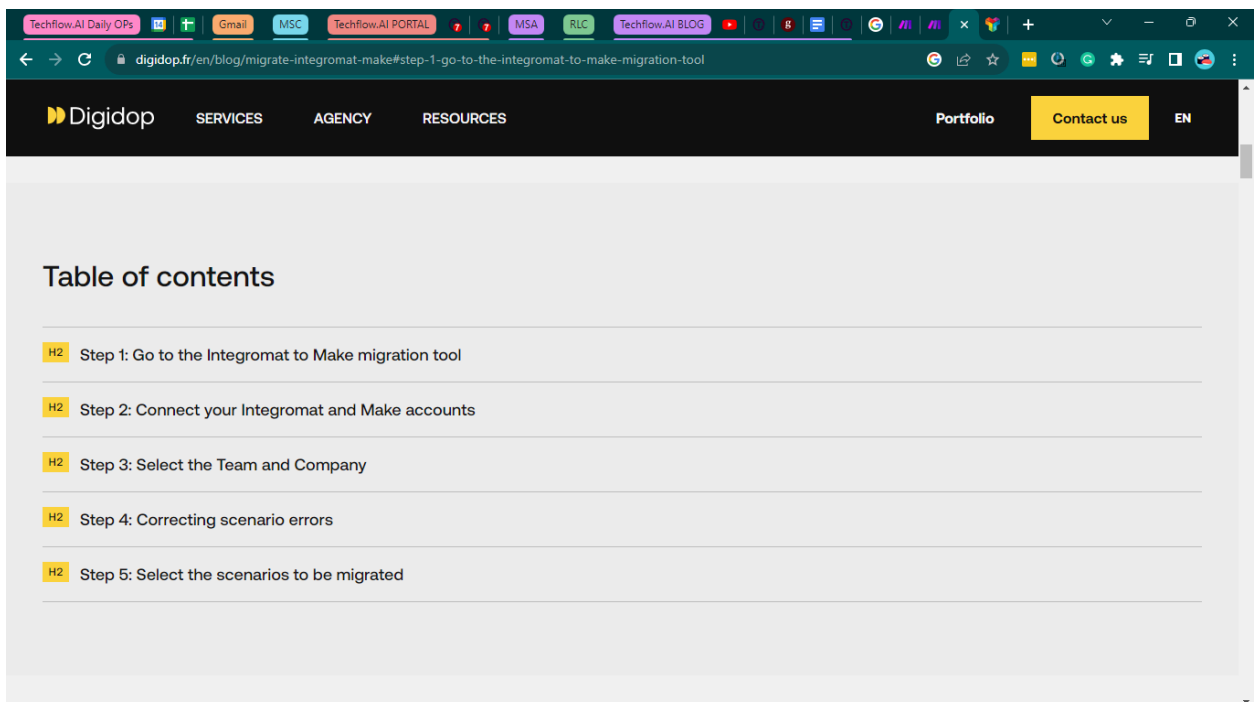 Techflow.AI Daily OPs 14 Gmail MSC Techflow.AI PORTAL 7 7 MSA RLC Techflow.AI BLOG g
digidop.fr/en/blog/migrate-integromat-make#step-1-go-to-the-integromat-to-make-migration-tool
Digidop SERVICES AGENCY RESOURCES Portfolio Contact us EN
Table of contents
H2 Step 1: Go to the Integromat to Make migration tool
H2 Step 2: Connect your Integromat and Make accounts
H2 Step 3: Select the Team and Company
H2 Step 4: Correcting scenario errors
H2 Step 5: Select the scenarios to be migrated